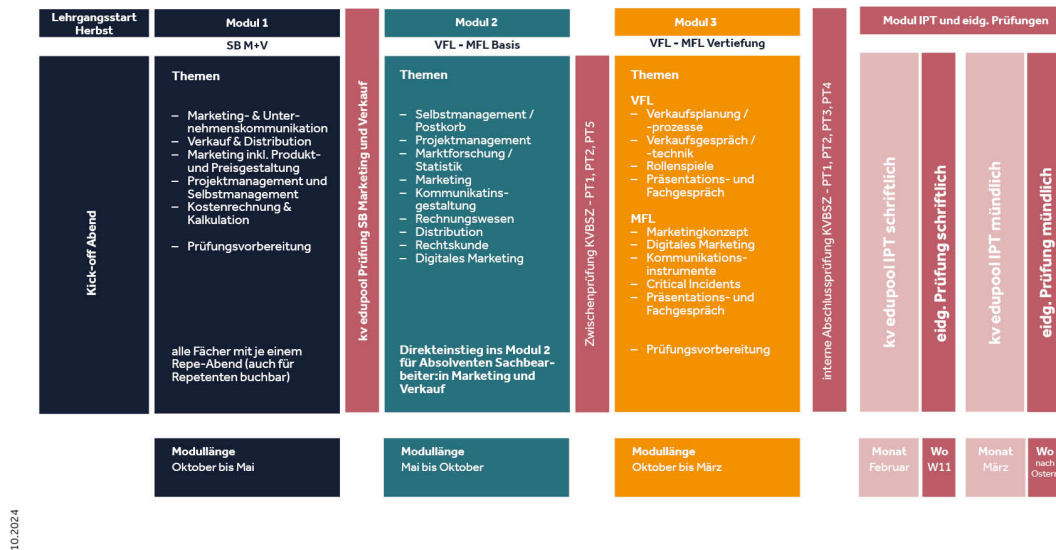 Lehrgangsstart
Herbst
Kick-off Abend
Modul 1
SB M+V
Themen
– Marketing- & Unter-
nehmenskommunikation
– Verkauf & Distribution
– Marketing inkl. Produkt-
und Preisgestaltung
– Projektmanagement und
Selbstmanagement
– Kostenrechnung &
Kalkulation
– Prüfungsvorbereitung
alle Fächer mit je einem
Repe-Abend (auch für
Repetenten buchbar)
Modullänge
Oktober bis Mai
kv edupool Prüfung SB Marketing und Verkauf
Modul 2
VFL - MFL Basis
Themen
– Selbstmanagement /
Postkorb
– Projektmanagement
– Marktforschung /
Statistik
– Marketing
– Kommunikatins-
gestaltung
– Rechnungswesen
– Distribution
– Rechtskunde
– Digitales Marketing
Direkteinstieg ins Modul 2
für Absolventen Sachbear-
beiter:in Marketing und
Verkauf
Modullänge
Mai bis Oktober
Zwischenprüfung KVBSZ - PT1, PT2, PT5
Modul 3
VFL - MFL Vertiefung
Themen
VFL
– Verkaufsplanung /
-prozesse
– Verkaufsgespräch /
-technik
– Rollenspiele
– Präsentations- und
Fachgespräch
MFL
– Marketingkonzept
– Digitales Marketing
– Kommunikations-
instrumente
– Critical Incidents
– Präsentations- und
Fachgespräch
– Prüfungsvorbereitung
Modullänge
Oktober bis März
interne Abschlussprüfung KVBSZ - PT1, PT2, PT3, PT4
Modul IPT und eidg. Prüfungen
kv edupool IPT schriftlich
eidg. Prüfung schriftlich
kv edupool IPT mündlich
eidg. Prüfung mündlich
Monat
Februar
Wo
W11
Monat
März
Wo
nach
Ostern
10.2024